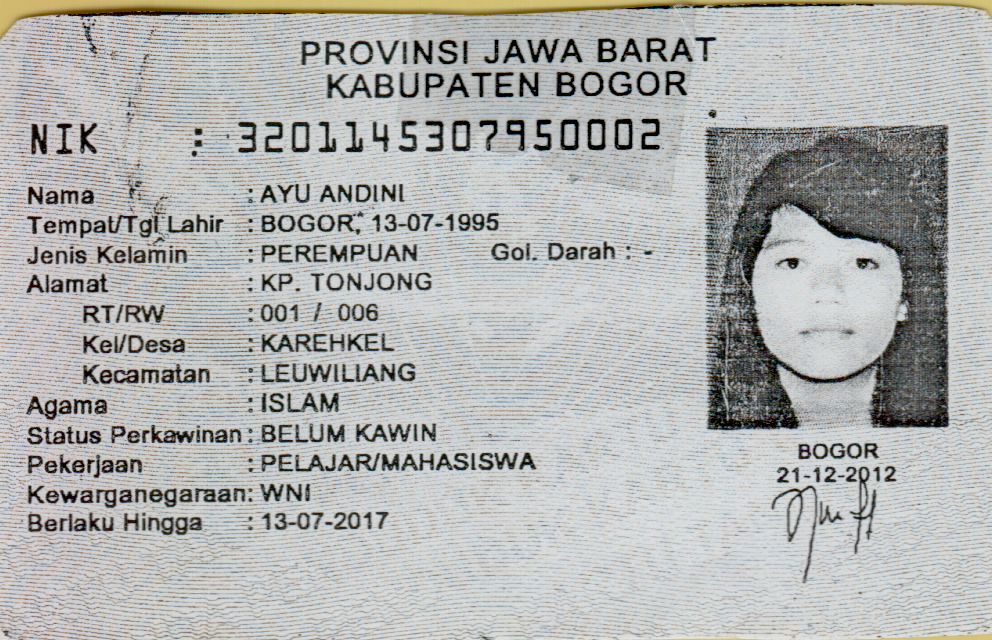 PROVINSI JAWA BARAT
KABUPATEN BOGOR
NIK : 3201145307950002
Nama : AYU ANDINI
Tempat/Tgl Lahir : BOGOR, 13-07-1995
Jenis Kelamin : PEREMPUAN Gol. Darah : -
Alamat : KP. TONJONG
RT/RW : 001 / 006
Kel/Desa : KAREHKEL
Kecamatan : LEUWILIANG
Agama : ISLAM
Status Perkawinan : BELUM KAWIN
Pekerjaan : PELAJAR/MAHASISWA
Kewarganegaraan: WNI
Berlaku Hingga : 13-07-2017
BOGOR
21-12-2012